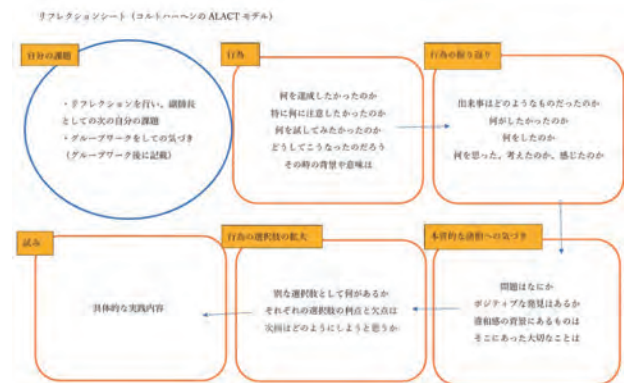 リフレクションシート（コルトハーヘンの ALACT モデル）
自分の課題
・リフレクションを行い、副師長
としての次の自分の課題
・グループワークをしての気づき
（グループワーク後に記載）
行為
何を達成したかったのか
特に何に注意したかったのか
何を試してみたかったのか
どうしてこうなったのだろう
その時の背景や意味は
行為の振り返り
出来事はどのようなものだったのか
何がしたかったのか
何をしたのか
何を思った、考えたのか、感じたのか
試み
具体的な実践内容
行為の選択肢の拡大
別な選択肢として何があるか
それぞれの選択肢の利点と欠点は
次回はどのようにしようと思うか
本質的な諸相への気づき
問題はなにか
ポジティブな発見はあるか
違和感の背景にあるものは
そこにあった大切なことは